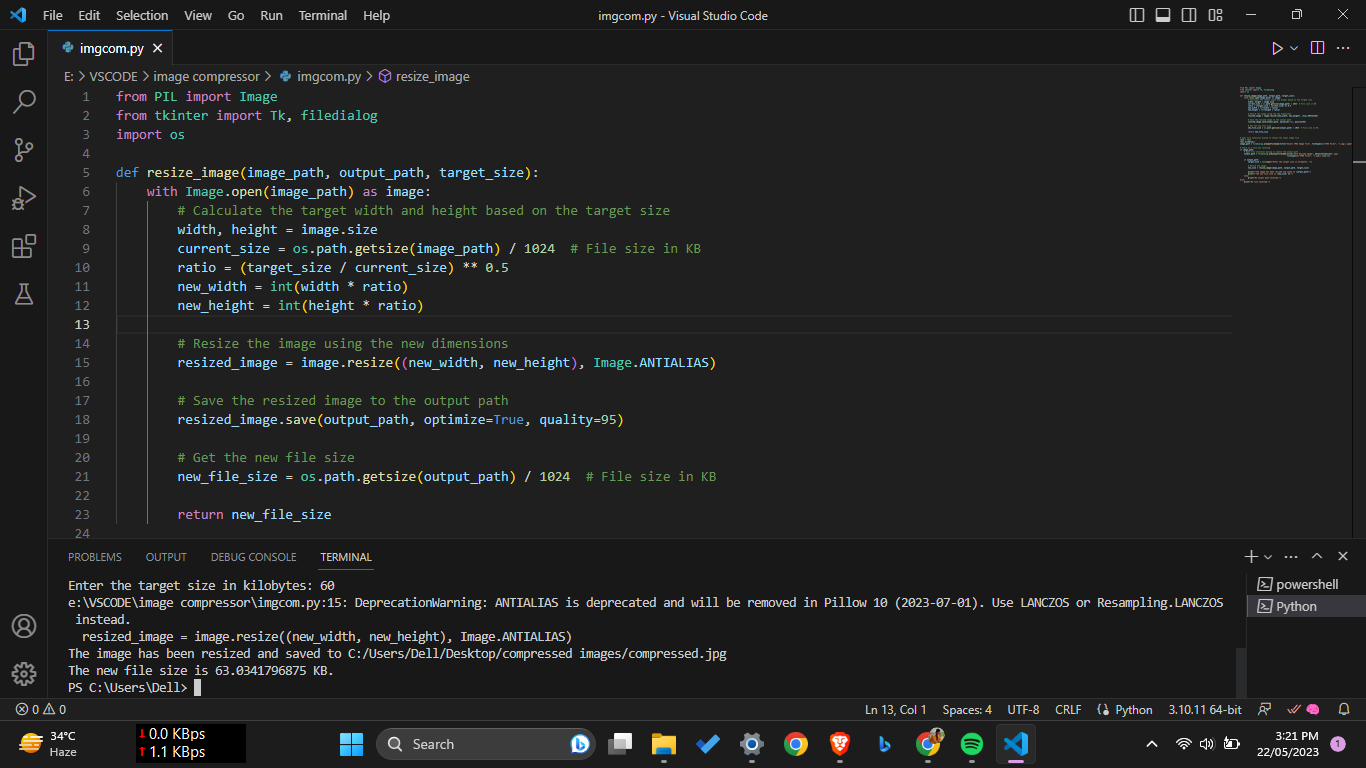 File Edit Selection View Go Run Terminal Help imgcom.py - Visual Studio Code
imgcom.py
E: > VSCODE > image compressor > imgcom.py > resize_image
1 from PIL import Image
2 from tkinter import Tk, filedialog
3 import os
4
5 def resize_image(image_path, output_path, target_size):
6 with Image.open(image_path) as image:
7 # Calculate the target width and height based on the target size
8 width, height = image.size
9 current_size = os.path.getsize(image_path) / 1024 # File size in KB
10 ratio = (target_size / current_size) ** 0.5
11 new_width = int(width * ratio)
12 new_height = int(height * ratio)
13
14 # Resize the image using the new dimensions
15 resized_image = image.resize((new_width, new_height), Image.ANTIALIAS)
16
17 # Save the resized image to the output path
18 resized_image.save(output_path, optimize=True, quality=95)
19
20 # Get the new file size
21 new_file_size = os.path.getsize(output_path) / 1024 # File size in KB
22
23 return new_file_size
24
PROBLEMS OUTPUT DEBUG CONSOLE TERMINAL
Enter the target size in kilobytes: 60
e:\VSCODE\image compressor\imgcom.py:15: DeprecationWarning: ANTIALIAS is deprecated and will be removed in Pillow 10 (2023-07-01). Use LANCZOS or Resampling.LANCZOS
instead.
resized_image = image.resize((new_width, new_height), Image.ANTIALIAS)
The image has been resized and saved to C:/Users/Dell/Desktop/compressed images/compressed.jpg
The new file size is 63.0341796875 KB.
PS C:\Users\Dell>
powershell
Python
0 0 Ln 13, Col 1 Spaces: 4 UTF-8 CRLF Python 3.10.11 64-bit
34°C
Haze
0.0 KBps
1.1 KBps
Search
3:21 PM
22/05/2023
1